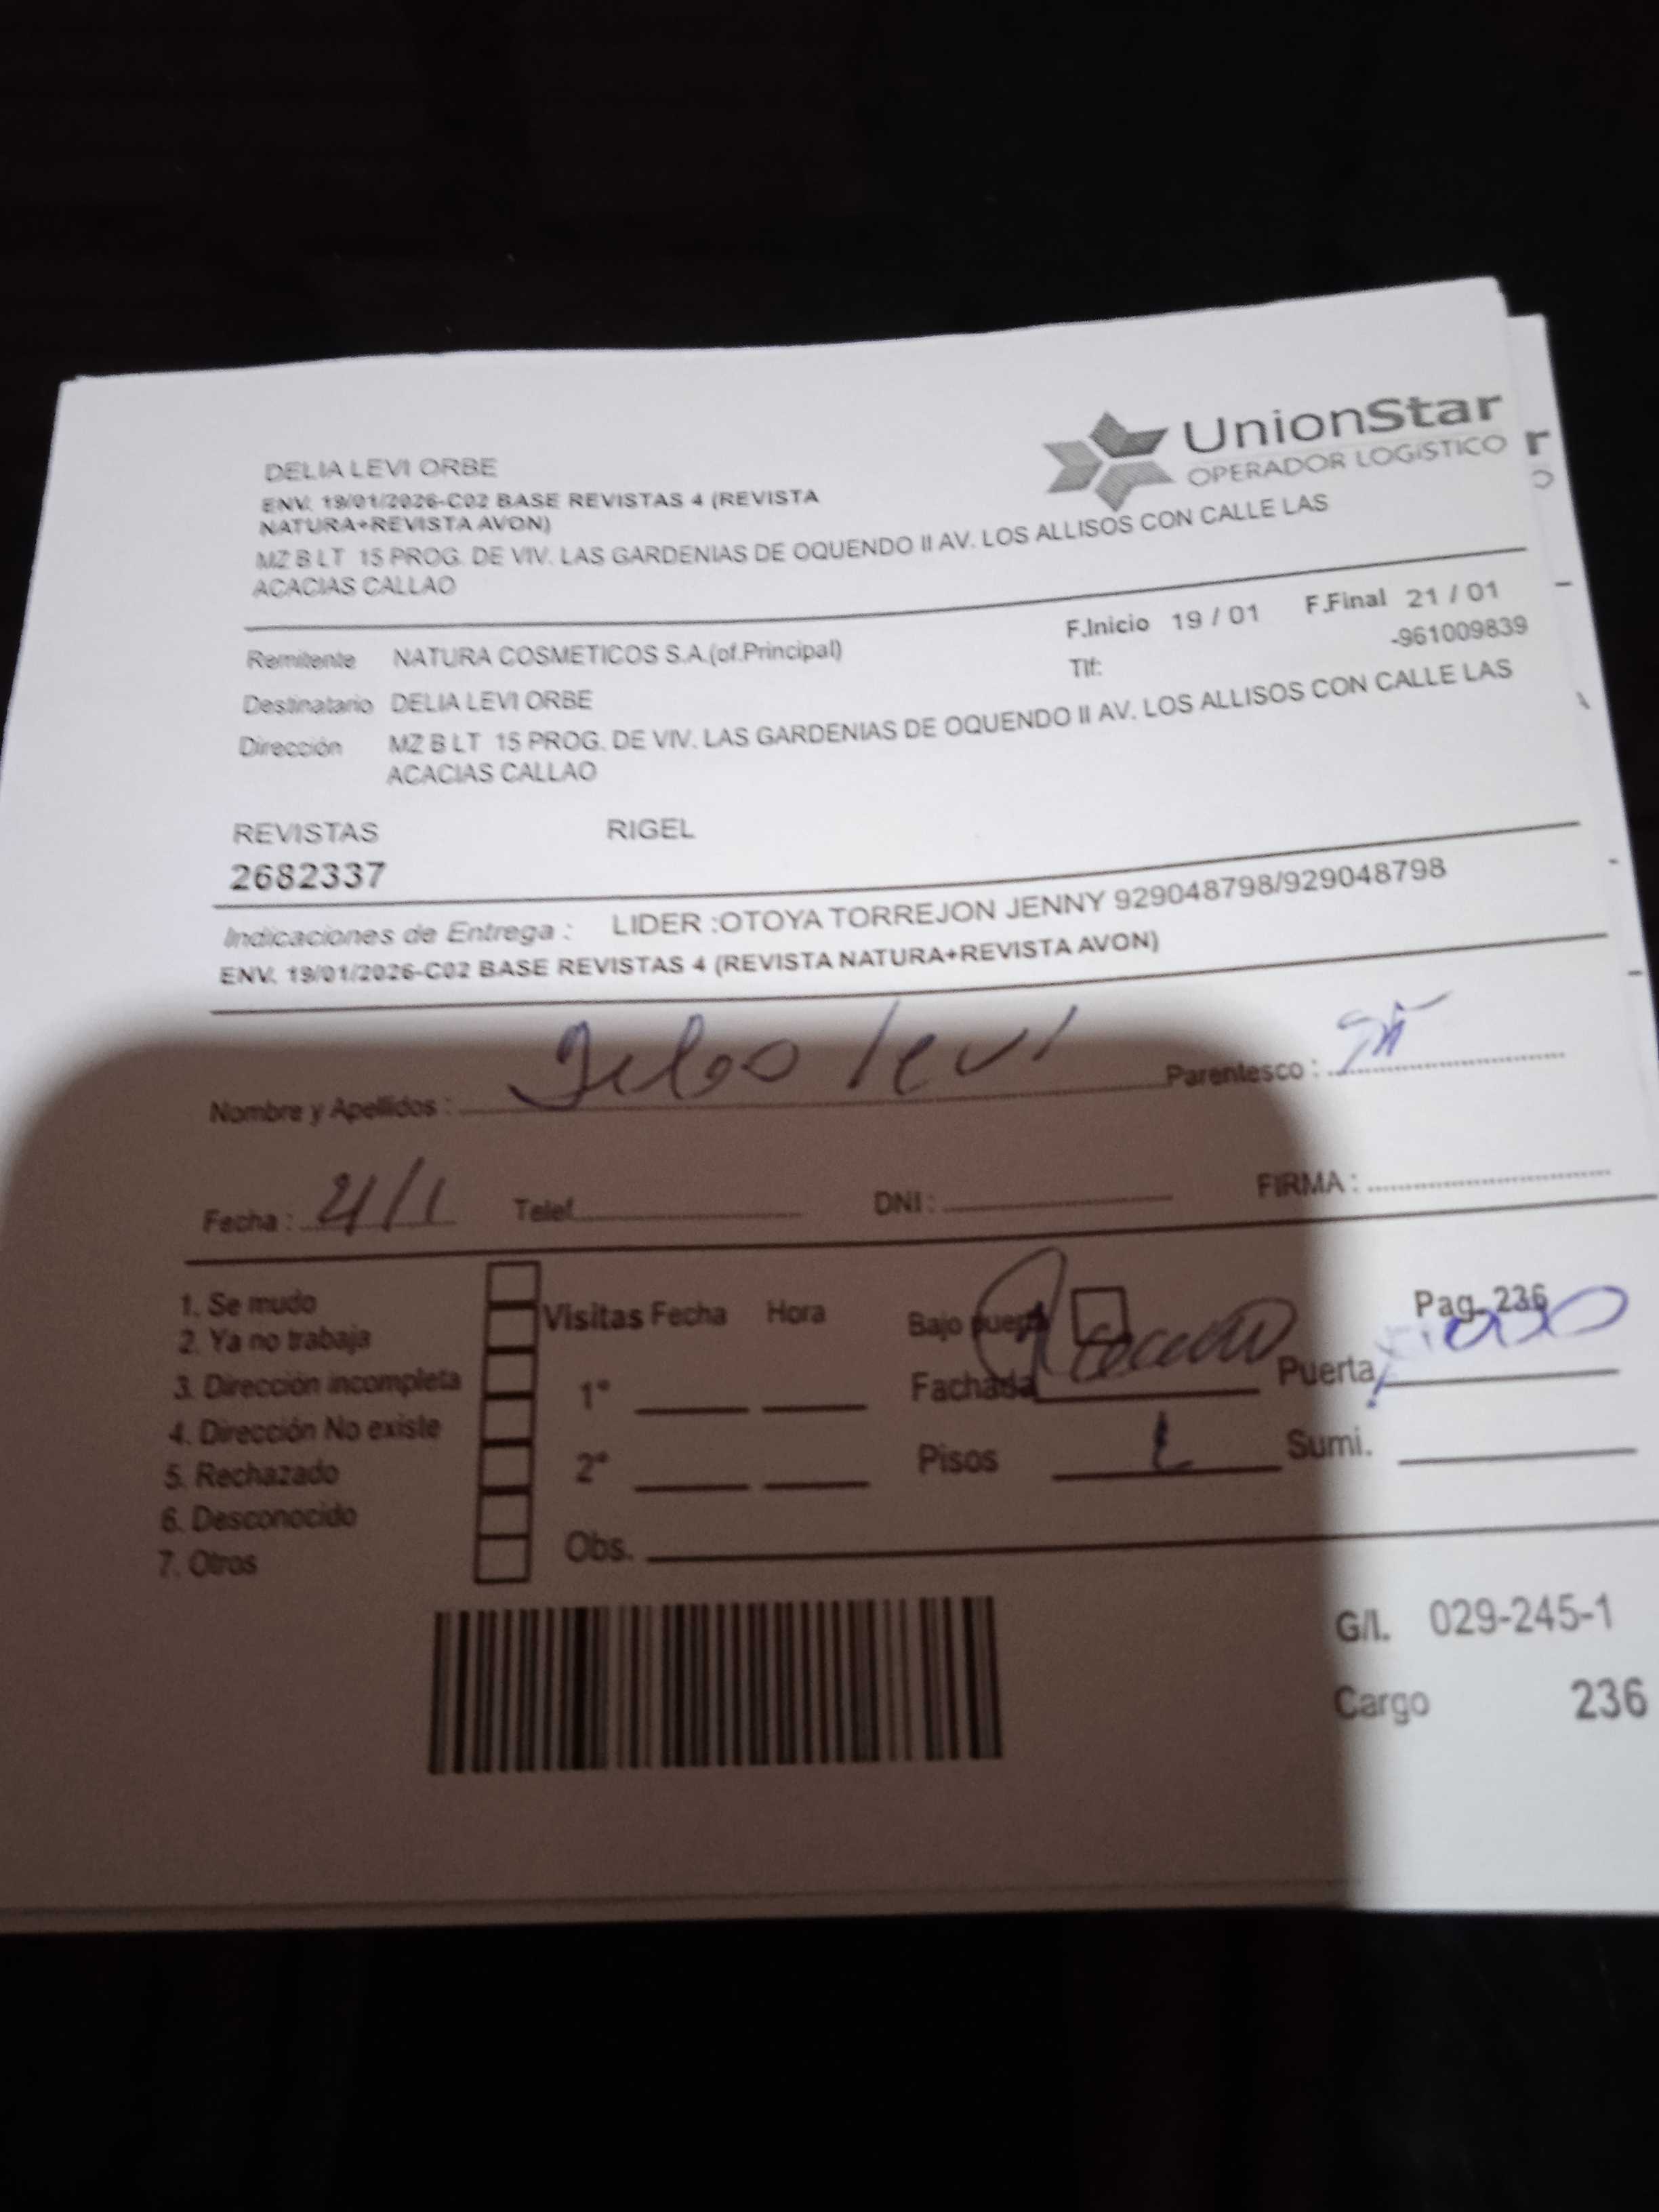 UnionStar
OPERADOR LOGÍSTICO
DELIA LEVI ORBE
ENV. 19/01/2026-C02 BASE REVISTAS 4 (REVISTA
NATURA+REVISTA AVON)
MZ B LT 15 PROG. DE VIV. LAS GARDENIAS DE OQUENDO II AV. LOS ALLISOS CON CALLE LAS
ACACIAS CALLAO
F.Inicio 19 / 01 F.Final 21 / 01
Remitente NATURA COSMETICOS S.A.(of.Principal)
Tlf: -961009839
Destinatario DELIA LEVI ORBE
Dirección MZ B LT 15 PROG. DE VIV. LAS GARDENIAS DE OQUENDO II AV. LOS ALLISOS CON CALLE LAS
ACACIAS CALLAO
REVISTAS RIGEL
2682337
Indicaciones de Entrega : LIDER :OTOYA TORREJON JENNY 929048798/929048798
ENV. 19/01/2026-C02 BASE REVISTAS 4 (REVISTA NATURA+REVISTA AVON)
Nombre y Apellidos : levi Parentesco :
Fecha : 21/1 Telef. DNI : FIRMA :
1. Se mudo
2. Ya no trabaja
3. Dirección incompleta
4. Dirección No existe
5. Rechazado
6. Desconocido
7. Otros
Visitas Fecha Hora
1°
2°
Obs.
Bajo puerta
Pag. 236
Fachada Puerta
Pisos 1 Sumi.
G/I. 029-245-1
Cargo 236